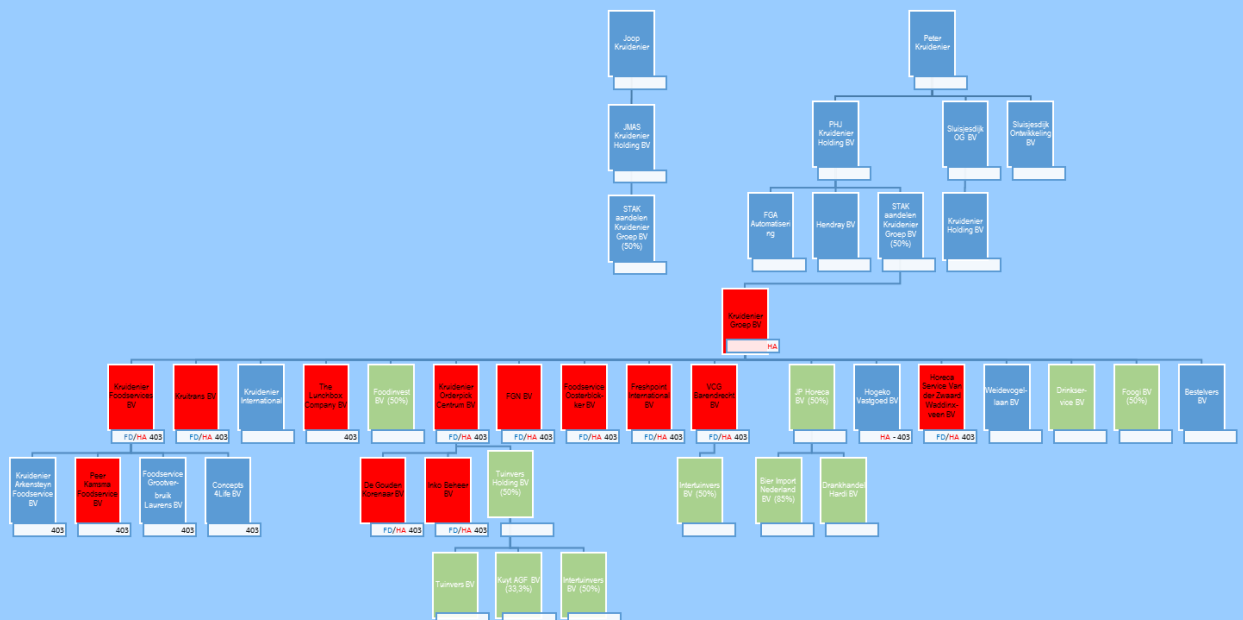 Joop
Kruidenier
Peter
Kruidenier
JMAS
Kruidenier
Holding BV
PHJ
Kruidenier
Holding BV
Sluisjesdijk
OG BV
Sluisjesdijk
Ontwikkeling
BV
STAK
aandelen
Kruidenier
Groep BV
(50%)
FGA
Automatiseri
ng
Hendray BV
STAK
aandelen
Kruidenier
Groep BV
(50%)
Kruidenier
Holding BV
Kruidenier
Groep BV
HA
Kruidenier
Foodservices
BV
FD/HA 403
Kruitrans BV
FD/HA 403
Kruidenier
International
The
Lunchbox
Company BV
403
Foodinvest
BV (50%)
Kruidenier
Orderpick
Centrum BV
FD/HA 403
FGN BV
FD/HA 403
Foodservice
Oosterblok-
ker BV
FD/HA 403
Freshpoint
International
BV
FD/HA 403
VCG
Barendrecht
BV
FD/HA 403
JP Horeca
BV (50%)
Hogeko
Vastgoed BV
HA - 403
Horeca
Service Van
der Zwaard
Waddinx-
veen BV
FD/HA 403
Weidevogel-
laan BV
Drinkser-
vice BV
Foogi BV
(50%)
Bestelvers
BV
Kruidenier
Arkensteyn
Foodservice
BV
403
Peer
Karrema
Foodservice
BV
403
Foodservice
Grootver-
bruik
Laurens BV
403
Concepts
4Life BV
403
De Gouden
Korenaar BV
FD/HA 403
Inko Beheer
BV
FD/HA 403
Tuinvers
Holding BV
(50%)
Intertuinvers
BV (50%)
Bier Import
Nederland
BV (85%)
Drankhandel
Hardi BV
Tuinvers BV
Kuyt AGF BV
(33,3%)
Intertuinvers
BV (50%)